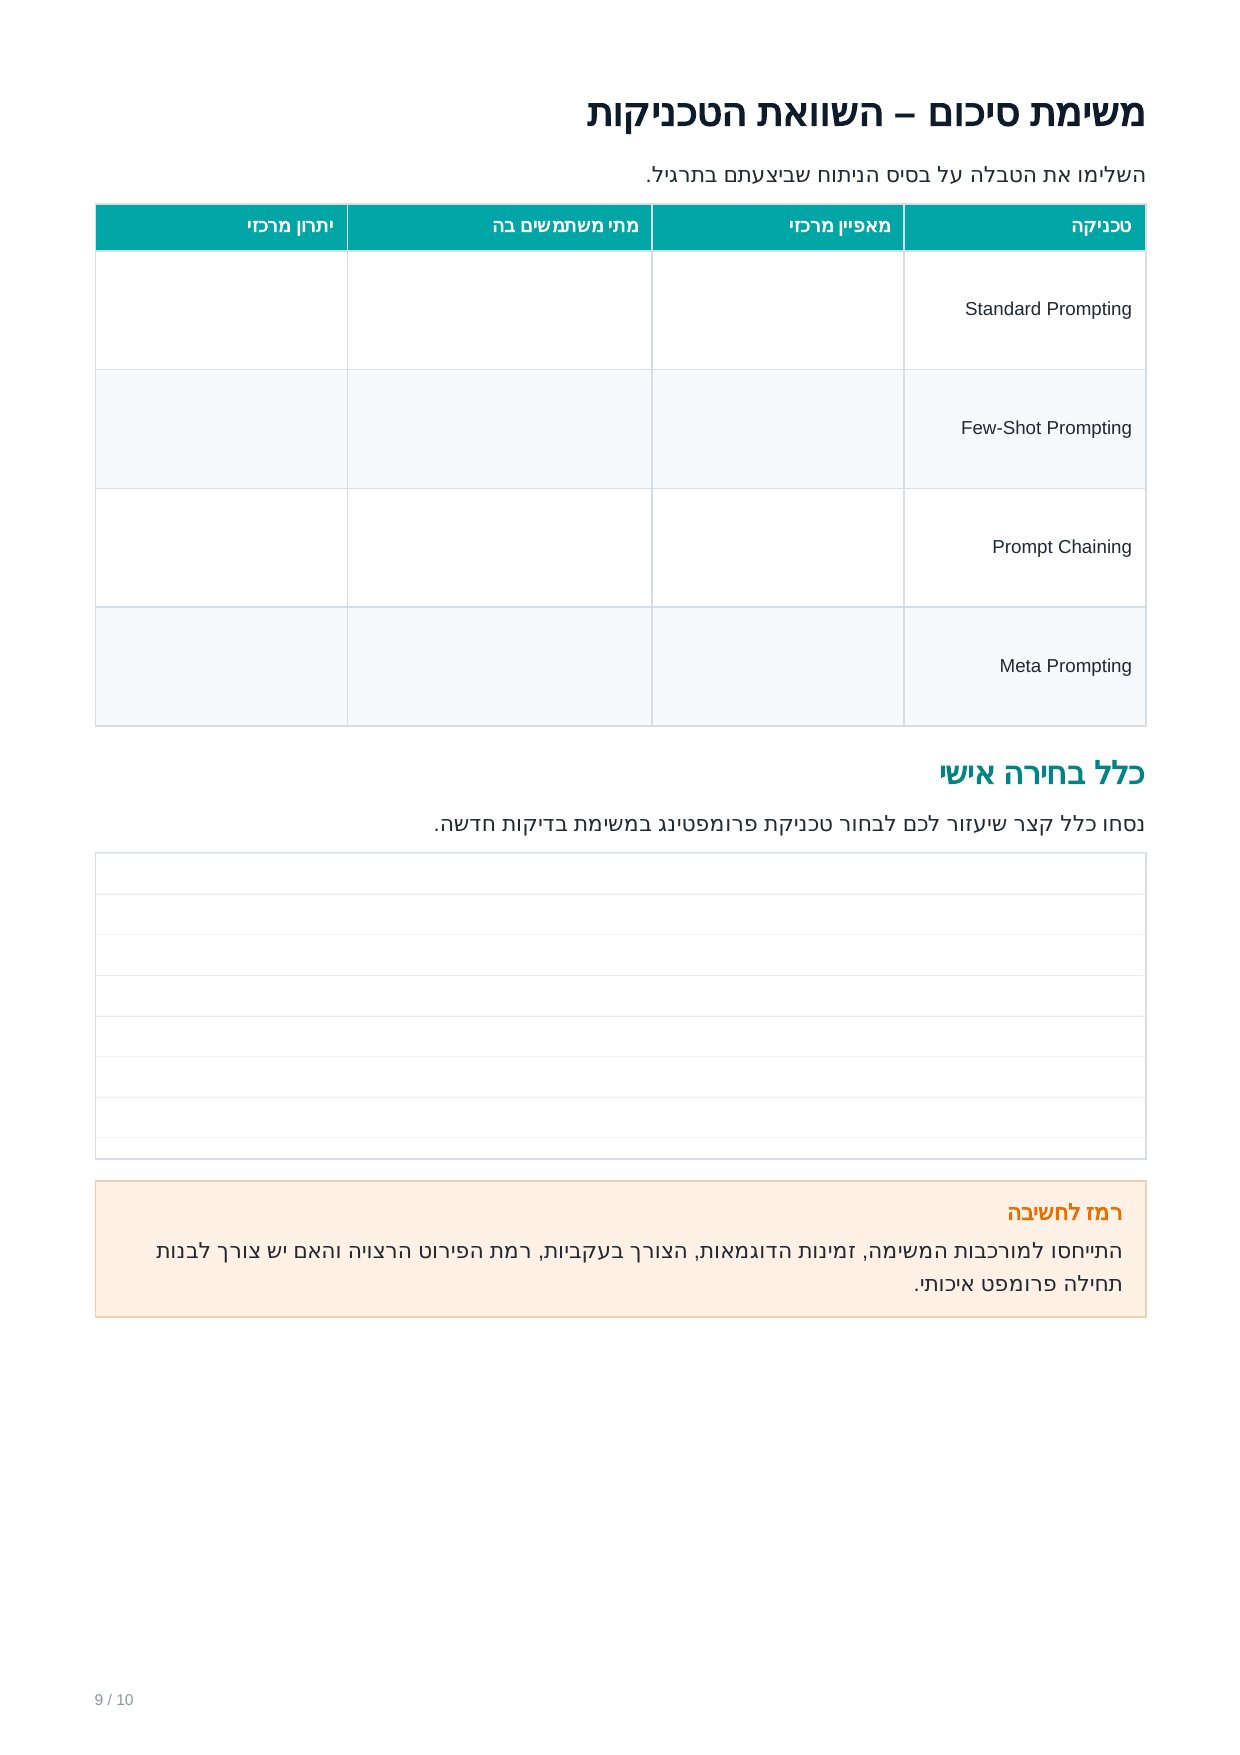 משימת סיכום – השוואת הטכניקות
השלימו את הטבלה על בסיס הניתוח שביצעתם בתרגיל.
טכניקה מאפיין מרכזי מתי משתמשים בה יתרון מרכזי
Standard Prompting
Few-Shot Prompting
Prompt Chaining
Meta Prompting
כלל בחירה אישי
נסחו כלל קצר שיעזור לכם לבחור טכניקת פרומפטינג במשימת בדיקות חדשה.
רמז לחשיבה
התייחסו למורכבות המשימה, זמינות הדוגמאות, הצורך בעקביות, רמת הפירוט הרצויה והאם יש צורך לבנות
תחילה פרומפט איכותי.
9 / 10